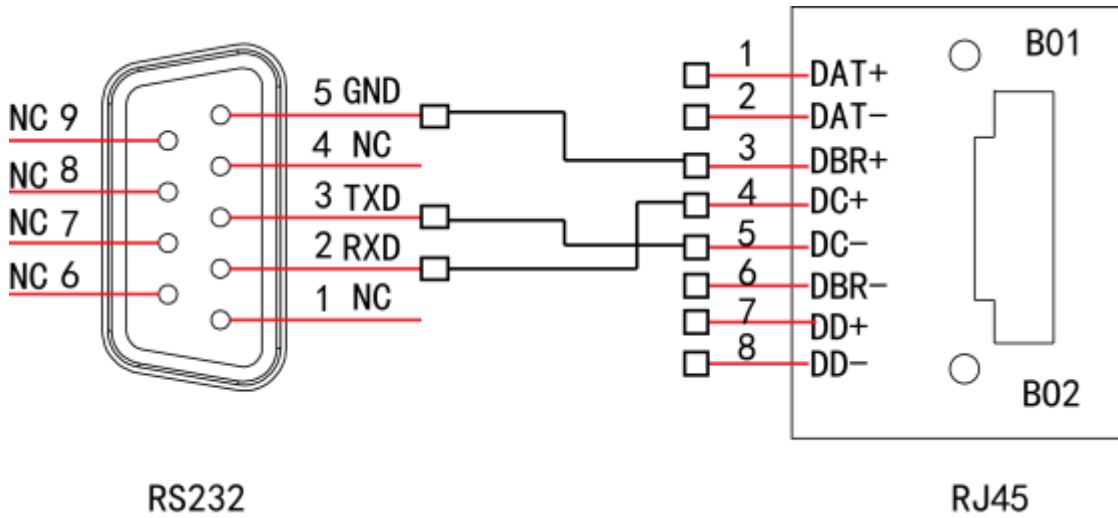 5 GND
NC 9
4 NC
NC 8
3 TXD
NC 7
2 RXD
NC 6
1 NC
RS232
1
DAT+
2
DAT-
3
DBR+
4
DC+
5
DC-
6
DBR-
7
DD+
8
DD-
B01
B02
RJ45